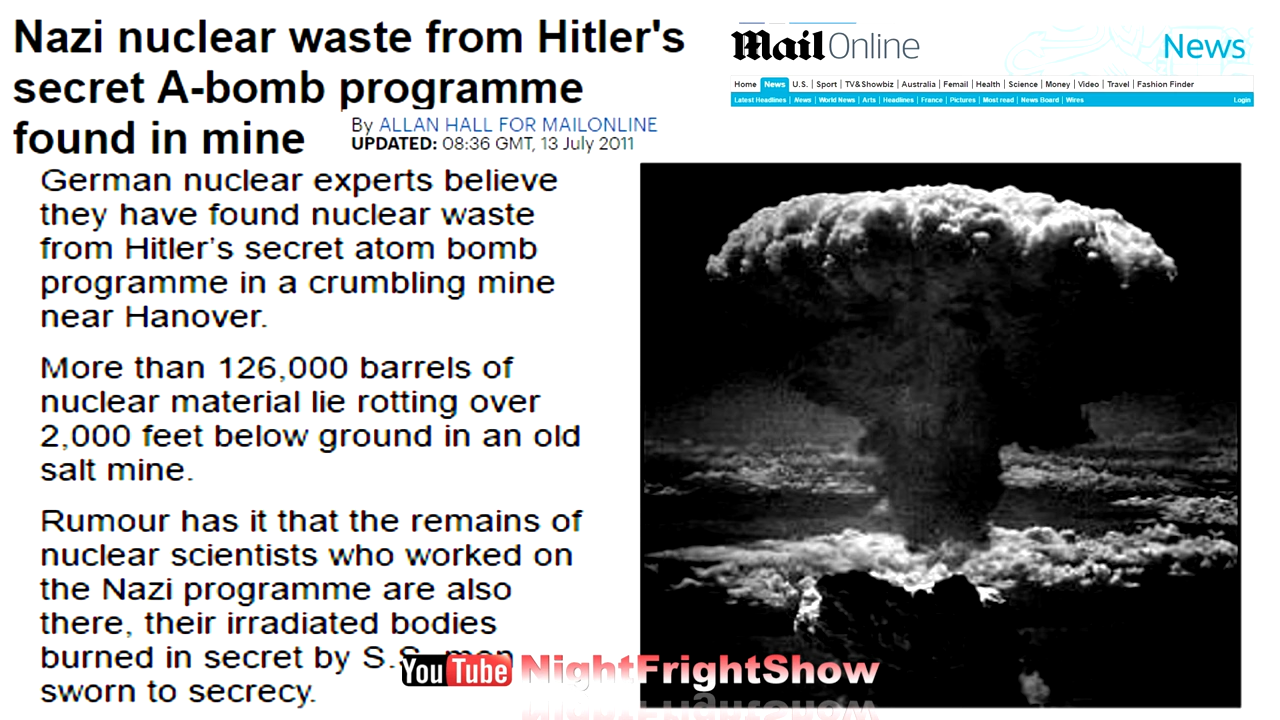 Nazi nuclear waste from Hitler's
secret A-bomb programme
found in mine
By ALLAN HALL FOR MAILONLINE
UPDATED: 08:36 GMT, 13 July 2011
Mail Online
News
Home News U.S. Sport TV&Showbiz Australia Femail Health Science Money Video Travel Fashion Finder
Latest Headlines News World News Arts Headlines France Pictures Most read News Board Wires Login
German nuclear experts believe
they have found nuclear waste
from Hitler's secret atom bomb
programme in a crumbling mine
near Hanover.
More than 126,000 barrels of
nuclear material lie rotting over
2,000 feet below ground in an old
salt mine.
Rumour has it that the remains of
nuclear scientists who worked on
the Nazi programme are also
there, their irradiated bodies
burned in secret by S.S. men
sworn to secrecy.
YouTube NightFrightShow